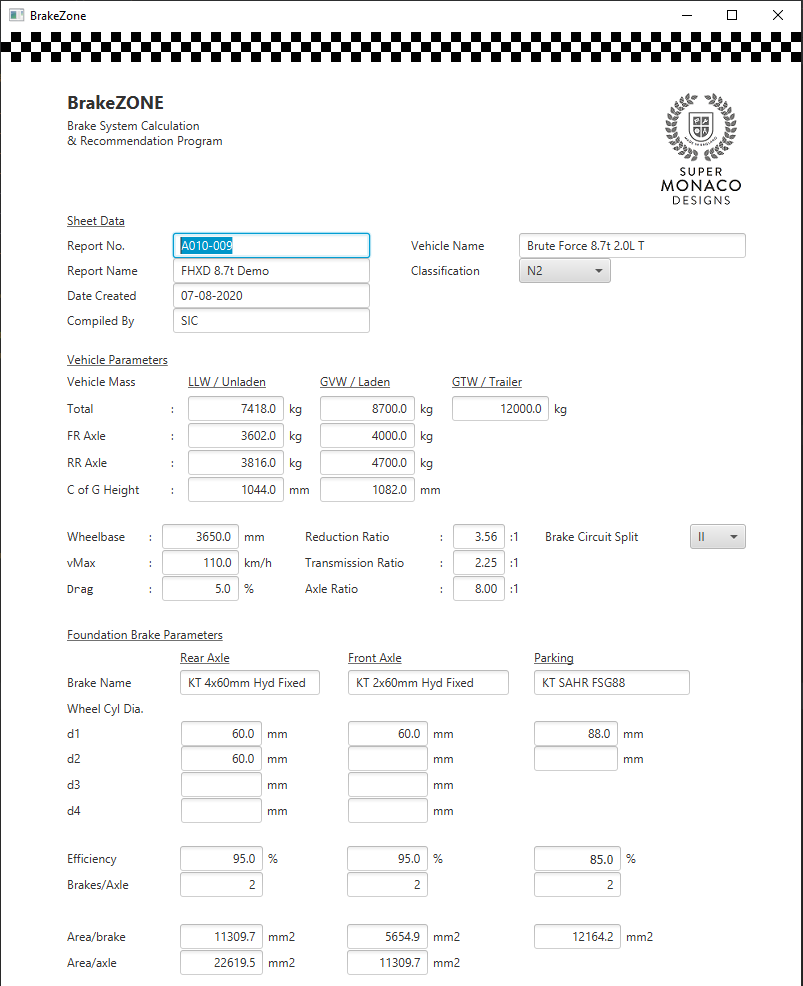 BrakeZone
BrakeZONE
Brake System Calculation
& Recommendation Program
SUPER
MONACO
DESIGNS
Sheet Data
Report No. A010-009 Vehicle Name Brute Force 8.7t 2.0L T
Report Name FHXD 8.7t Demo Classification N2
Date Created 07-08-2020
Compiled By SIC
Vehicle Parameters
Vehicle Mass LLW / Unladen GVW / Laden GTW / Trailer
Total : 7418.0 kg 8700.0 kg 12000.0 kg
FR Axle : 3602.0 kg 4000.0 kg
RR Axle : 3816.0 kg 4700.0 kg
C of G Height : 1044.0 mm 1082.0 mm
Wheelbase : 3650.0 mm Reduction Ratio : 3.56 :1 Brake Circuit Split II
vMax : 110.0 km/h Transmission Ratio : 2.25 :1
Drag : 5.0 % Axle Ratio : 8.00 :1
Foundation Brake Parameters
Rear Axle Front Axle Parking
Brake Name KT 4x60mm Hyd Fixed KT 2x60mm Hyd Fixed KT SAHR FSG88
Wheel Cyl Dia.
d1 60.0 mm 60.0 mm 88.0 mm
d2 60.0 mm mm mm
d3 mm mm
d4 mm mm
Efficiency 95.0 % 95.0 % 85.0 %
Brakes/Axle 2 2 2
Area/brake 11309.7 mm2 5654.9 mm2 12164.2 mm2
Area/axle 22619.5 mm2 11309.7 mm2